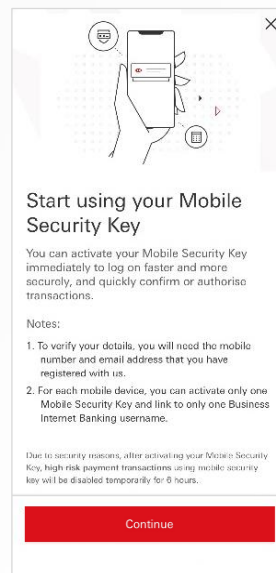 Start using your Mobile
Security Key
You can activate your Mobile Security Key
immediately to log on faster and more
securely, and quickly confirm or authorise
transactions.
Notes:
1. To verify your details, you will need the mobile
number and email address that you have
registered with us.
2. For each mobile device, you can activate only one
Mobile Security Key and link to only one Business
Internet Banking username.
Due to security reasons, after activating your Mobile Security
Key, high risk payment transactions using mobile security
key will be disabled temporarily for 6 hours.
Continue